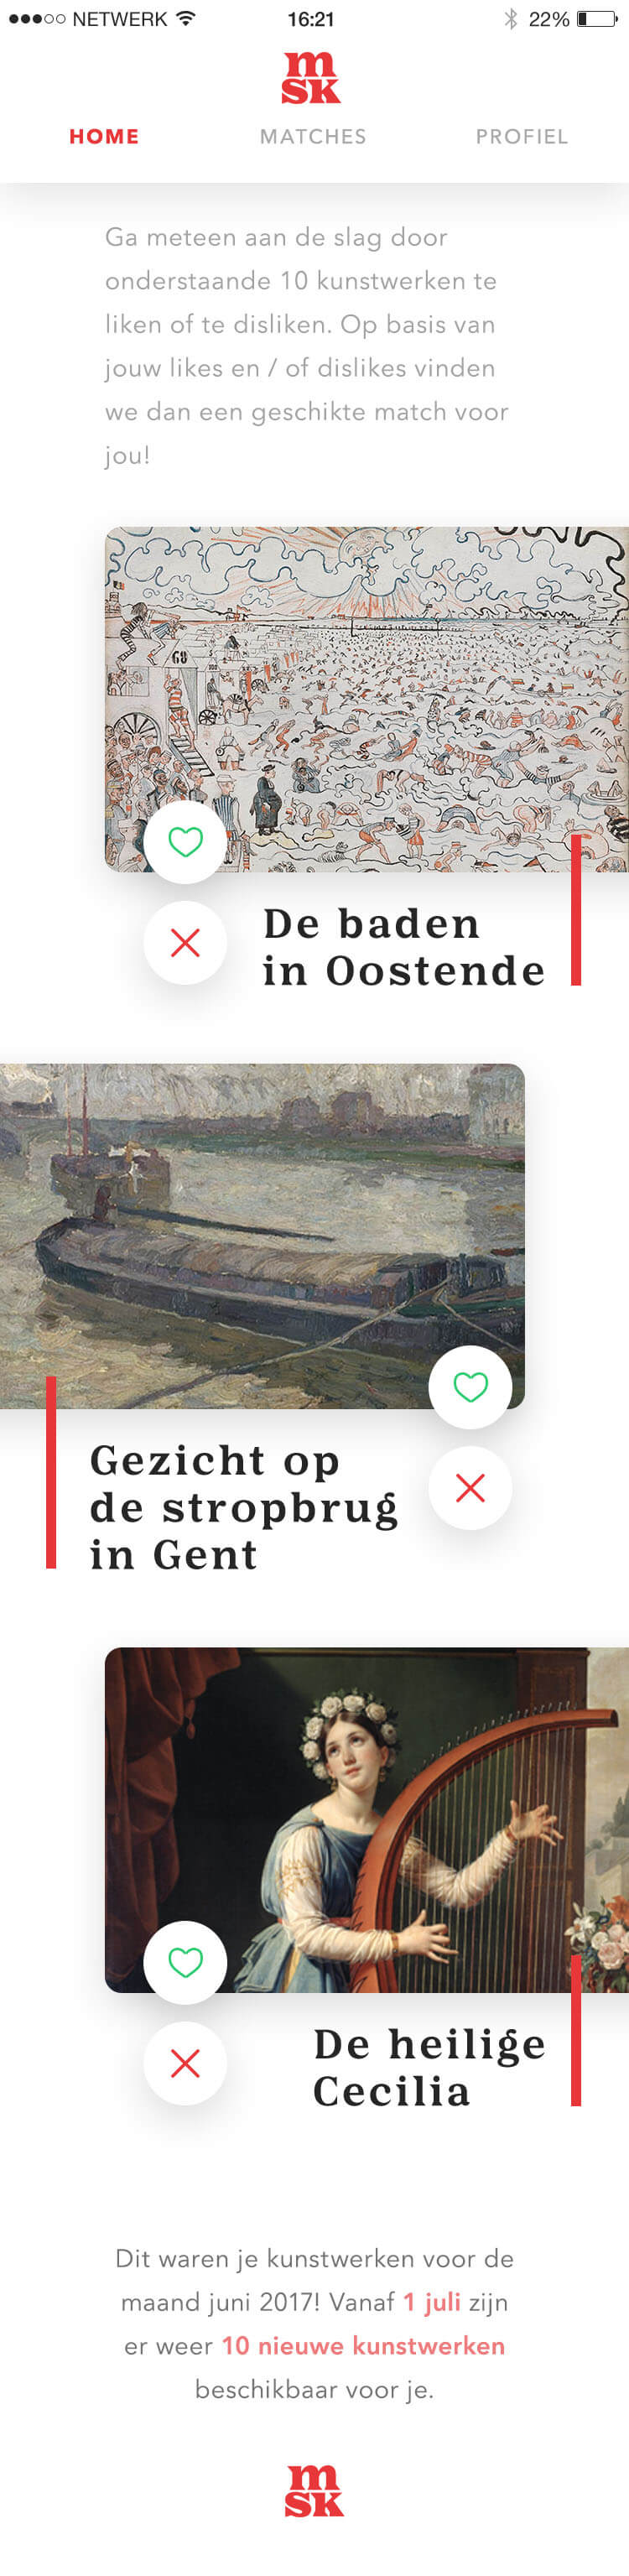 NETWERK 16:21 22%
m
sk
HOME MATCHES PROFIEL
Ga meteen aan de slag door
onderstaande 10 kunstwerken te
liken of te disliken. Op basis van
jouw likes en / of dislikes vinden
we dan een geschikte match voor
jou!
68
De baden
in Oostende
Gezicht op
de stropbrug
in Gent
De heilige
Cecilia
Dit waren je kunstwerken voor de
maand juni 2017! Vanaf 1 juli zijn
er weer 10 nieuwe kunstwerken
beschikbaar voor je.
m
sk